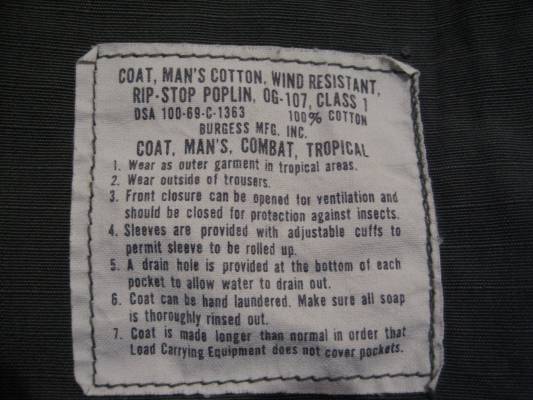 COAT, MAN'S COTTON, WIND RESISTANT,
RIP-STOP POPLIN, OG-107, CLASS 1
DSA 100-69-C-1363 100% COTTON
BURGESS MFG. INC.
COAT, MAN'S, COMBAT, TROPICAL
1. Wear as outer garment in tropical areas.
2. Wear outside of trousers.
3. Front closure can be opened for ventilation and
should be closed for protection against insects.
4. Sleeves are provided with adjustable cuffs to
permit sleeve to be rolled up.
5. A drain hole is provided at the bottom of each
pocket to allow water to drain out.
6. Coat can be hand laundered. Make sure all soap
is thoroughly rinsed out.
7. Coat is made longer than normal in order that
Load Carrying Equipment does not cover pockets.